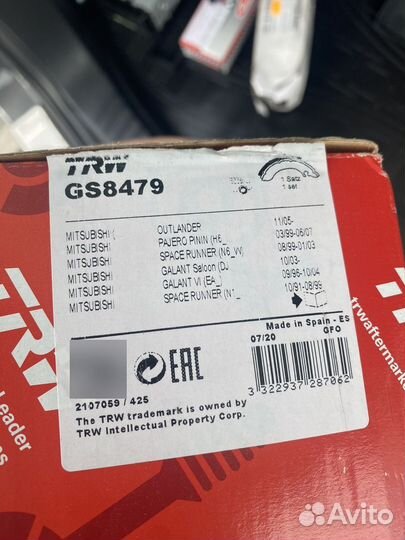 TRW
GS8479
1 Satz
1 set
MITSUBISHI ( OUTLANDER 11/05-
MITSUBISHI PAJERO PININ (H6_ 03/99-06/07
MITSUBISHI SPACE RUNNER (N6_W) 08/99-01/03
MITSUBISHI GALANT Saloon (DJ 10/03-
MITSUBISHI GALANT VI (EA_) 09/96-10/04
MITSUBISHI SPACE RUNNER (N1_ 10/91-08/99
Made in Spain - ES
07/20 GFO
EAC
3 322937 287062
2107059 / 425
The TRW trademark is owned by
TRW Intellectual Property Corp.
TRW
Leader
trwaftermarke
Avito